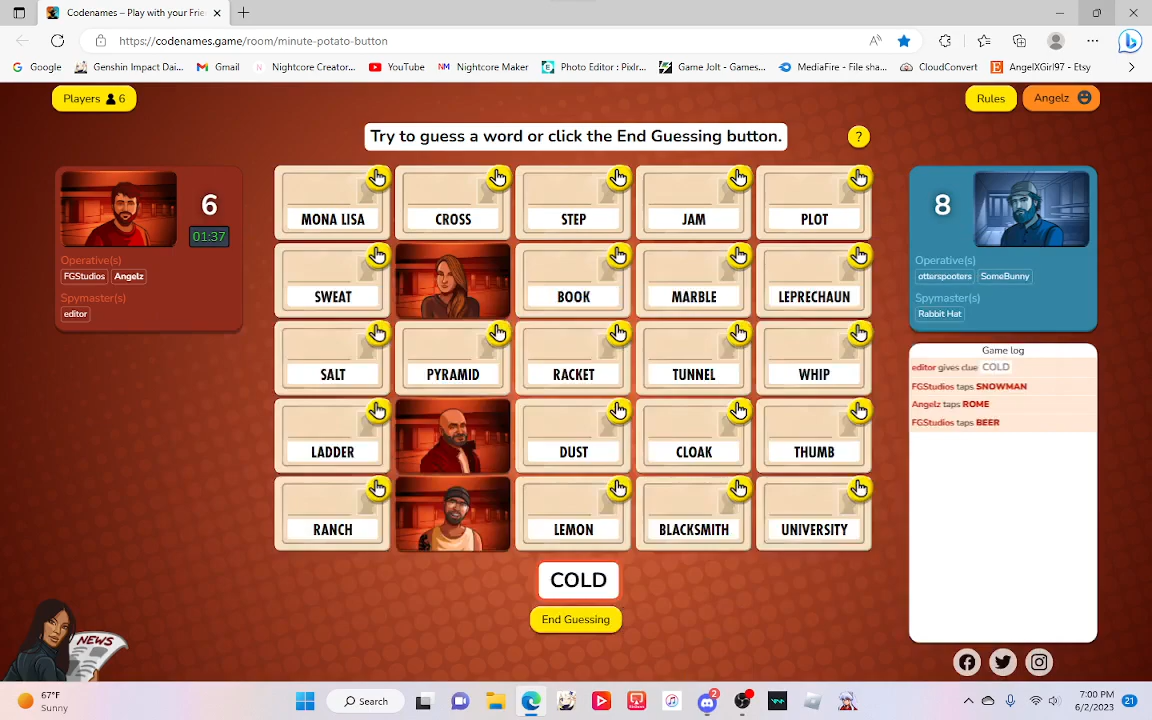 Codenames – Play with your Frie
https://codenames.game/room/minute-potato-button
Google
Genshin Impact Dai...
Gmail
Nightcore Creator...
YouTube
NM Nightcore Maker
Photo Editor : Pixlr...
Game Jolt - Games...
MediaFire - File sha...
CloudConvert
AngelXGirl97 - Etsy
Players 6
Rules
Angelz
Try to guess a word or click the End Guessing button.
?
6
01:37
Operative(s)
FGStudios Angelz
Spymaster(s)
editor
MONA LISA
CROSS
STEP
JAM
PLOT
SWEAT
BOOK
MARBLE
LEPRECHAUN
SALT
PYRAMID
RACKET
TUNNEL
WHIP
LADDER
DUST
CLOAK
THUMB
RANCH
LEMON
BLACKSMITH
UNIVERSITY
COLD
End Guessing
8
Operative(s)
otterspooters SomeBunny
Spymaster(s)
Rabbit Hat
Game log
editor gives clue COLD
FGStudios taps SNOWMAN
Angelz taps ROME
FGStudios taps BEER
NEWS
67°F
Sunny
Search
2
7:00 PM
6/2/2023
21